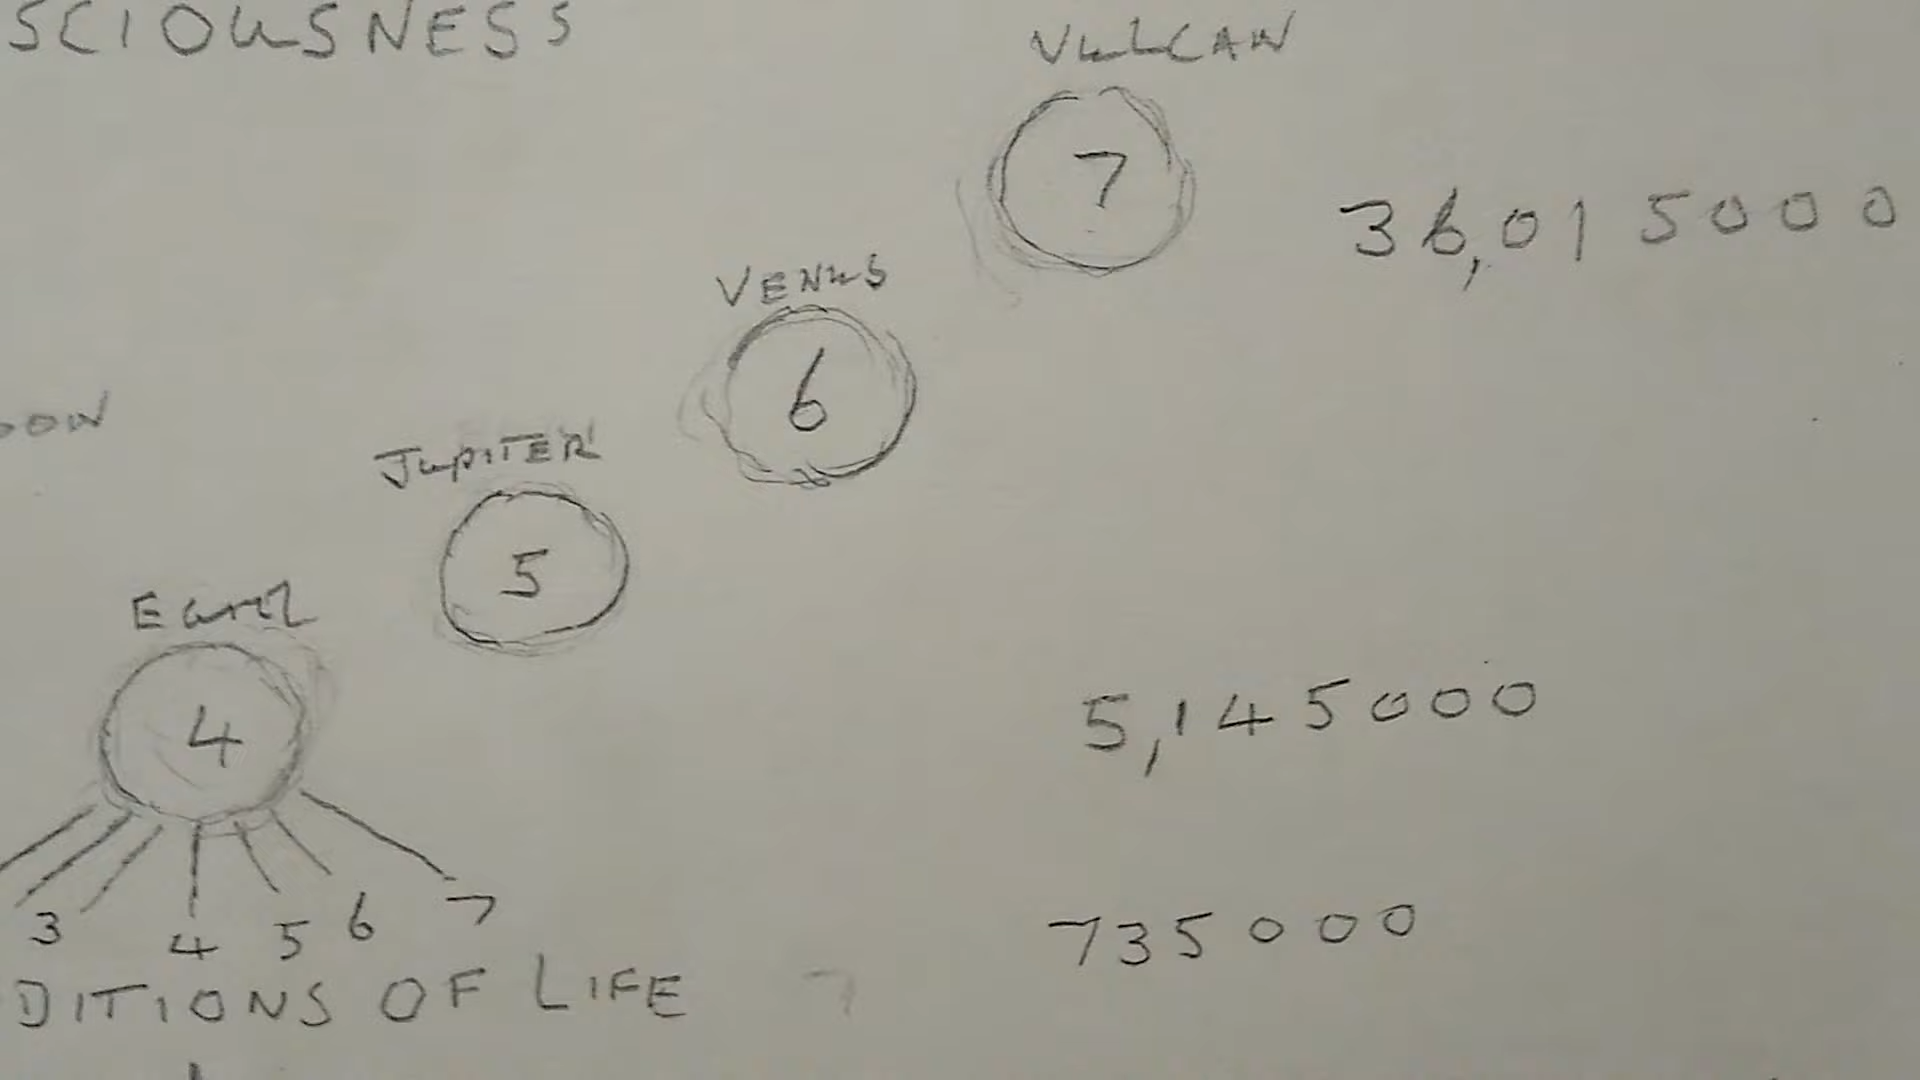 SCIOUSNESS
VULCAN
7
36,015000
VENUS
6
OON
JUPITER
5
EARTH
4
5,145000
3 4 5 6 7
735000
DITIONS OF LIFE
7